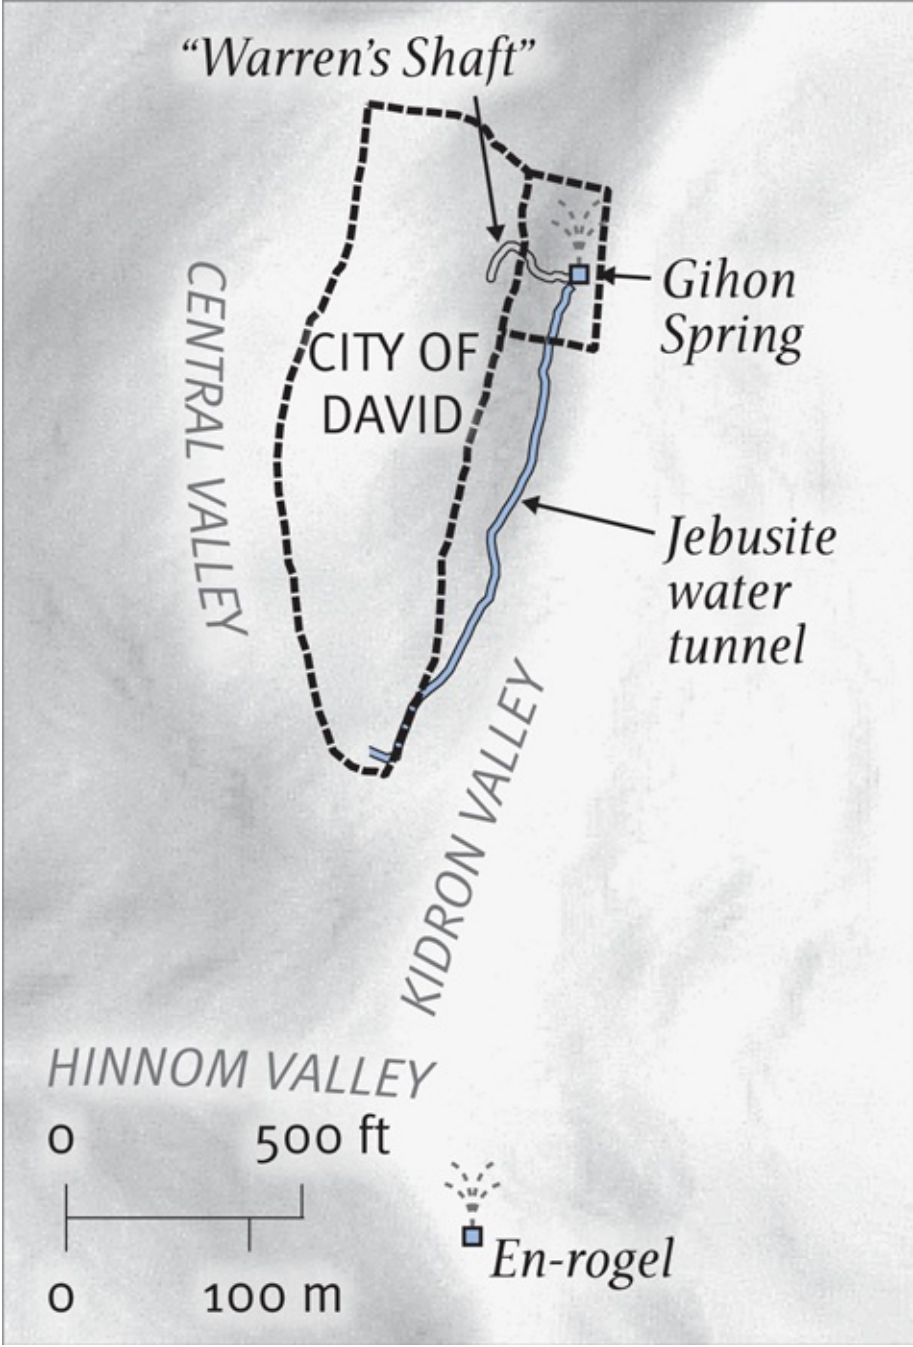 “Warren’s Shaft”
Gihon
Spring
CENTRAL VALLEY
CITY OF
DAVID
Jebusite
water
tunnel
KIDRON VALLEY
HINNOM VALLEY
0 500 ft
0 100 m
En-rogel